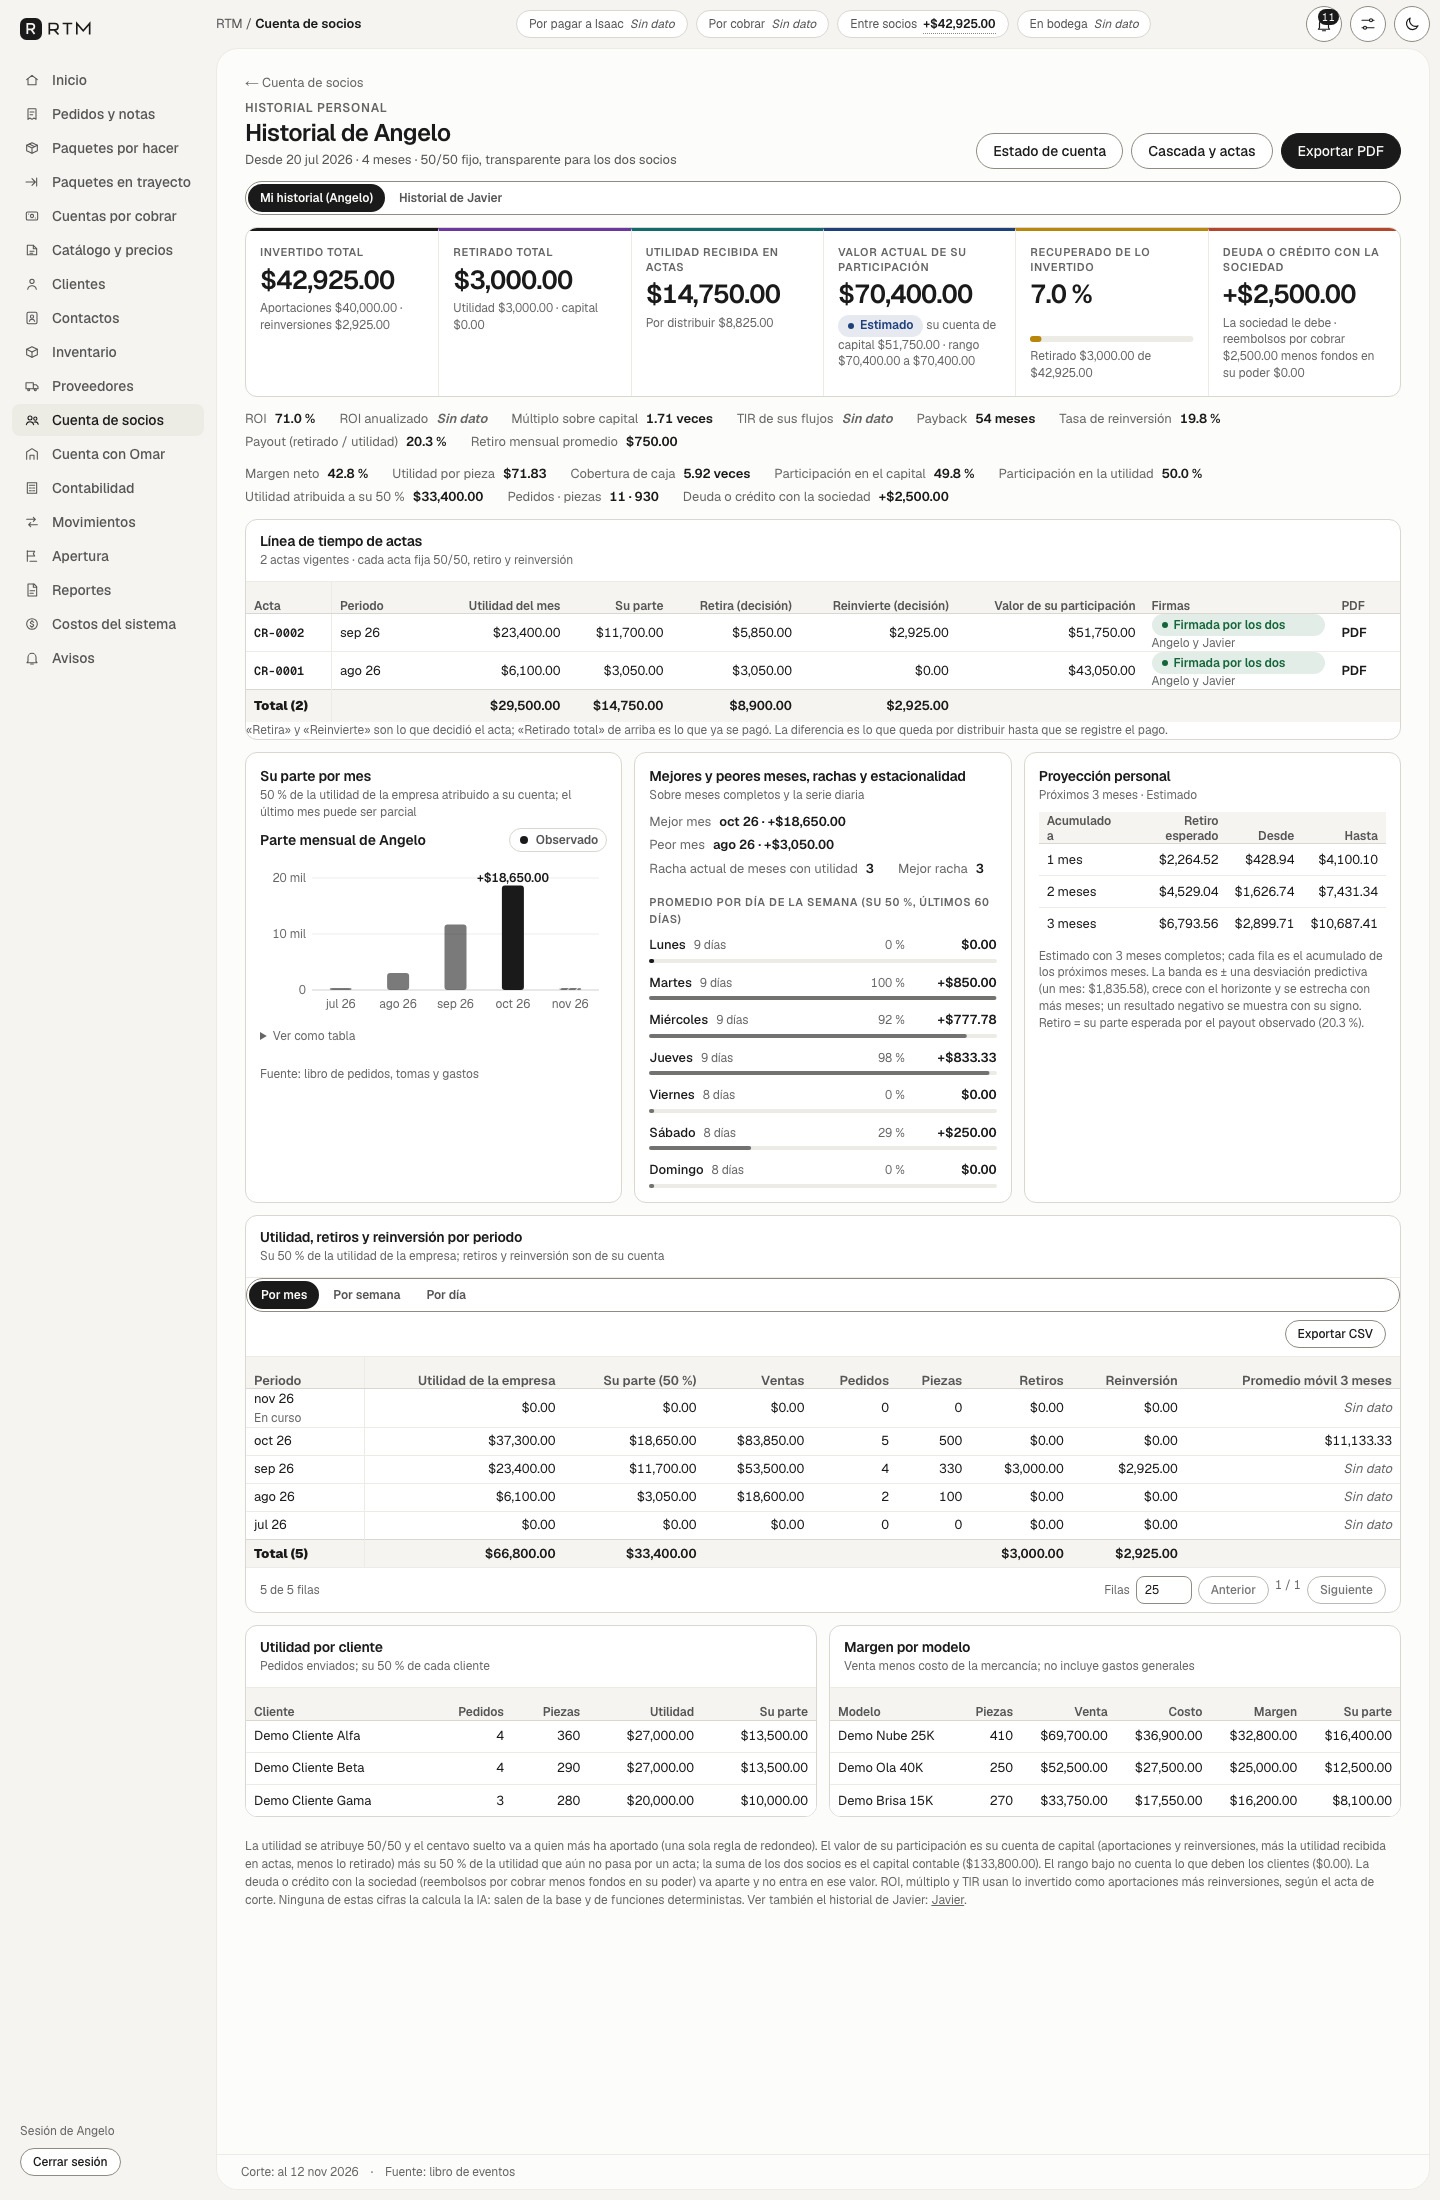 R RTM
RTM / Cuenta de socios
Por pagar a Isaac Sin dato
Por cobrar Sin dato
Entre socios +$42,925.00
En bodega Sin dato
11
Inicio
Pedidos y notas
Paquetes por hacer
Paquetes en trayecto
Cuentas por cobrar
Catálogo y precios
Clientes
Contactos
Inventario
Proveedores
Cuenta de socios
Cuenta con Omar
Contabilidad
Movimientos
Apertura
Reportes
Costos del sistema
Avisos
Sesión de Angelo
Cerrar sesión
← Cuenta de socios
HISTORIAL PERSONAL
Historial de Angelo
Desde 20 jul 2026 · 4 meses · 50/50 fijo, transparente para los dos socios
Estado de cuenta
Cascada y actas
Exportar PDF
Mi historial (Angelo) Historial de Javier
INVERTIDO TOTAL
$42,925.00
Aportaciones $40,000.00 ·
reinversiones $2,925.00
RETIRADO TOTAL
$3,000.00
Utilidad $3,000.00 · capital
$0.00
UTILIDAD RECIBIDA EN
ACTAS
$14,750.00
Por distribuir $8,825.00
VALOR ACTUAL DE SU
PARTICIPACIÓN
$70,400.00
Estimado su cuenta de
capital $51,750.00 · rango
$70,400.00 a $70,400.00
RECUPERADO DE LO
INVERTIDO
7.0 %
Retirado $3,000.00 de
$42,925.00
DEUDA O CRÉDITO CON LA
SOCIEDAD
+$2,500.00
La sociedad le debe ·
reembolsos por cobrar
$2,500.00 menos fondos en
su poder $0.00
ROI 71.0 % ROI anualizado Sin dato Múltiplo sobre capital 1.71 veces TIR de sus flujos Sin dato Payback 54 meses Tasa de reinversión 19.8 %
Payout (retirado / utilidad) 20.3 % Retiro mensual promedio $750.00
Margen neto 42.8 % Utilidad por pieza $71.83 Cobertura de caja 5.92 veces Participación en el capital 49.8 % Participación en la utilidad 50.0 %
Utilidad atribuida a su 50 % $33,400.00 Pedidos · piezas 11 · 930 Deuda o crédito con la sociedad +$2,500.00
Línea de tiempo de actas
2 actas vigentes · cada acta fija 50/50, retiro y reinversión
Acta Periodo Utilidad del mes Su parte Retira (decisión) Reinvierte (decisión) Valor de su participación Firmas PDF
CR-0002 sep 26 $23,400.00 $11,700.00 $5,850.00 $2,925.00 $51,750.00 Firmada por los dos PDF
Angelo y Javier
CR-0001 ago 26 $6,100.00 $3,050.00 $3,050.00 $0.00 $43,050.00 Firmada por los dos PDF
Angelo y Javier
Total (2) $29,500.00 $14,750.00 $8,900.00 $2,925.00
«Retira» y «Reinvierte» son lo que decidió el acta; «Retirado total» de arriba es lo que ya se pagó. La diferencia es lo que queda por distribuir hasta que se registre el pago.
Su parte por mes
50 % de la utilidad de la empresa atribuido a su cuenta; el
último mes puede ser parcial
Parte mensual de Angelo
Observado
+$18,650.00
20 mil
10 mil
0
jul 26 ago 26 sep 26 oct 26 nov 26
▶ Ver como tabla
Fuente: libro de pedidos, tomas y gastos
Mejores y peores meses, rachas y estacionalidad
Sobre meses completos y la serie diaria
Mejor mes oct 26 · +$18,650.00
Peor mes ago 26 · +$3,050.00
Racha actual de meses con utilidad 3 Mejor racha 3
PROMEDIO POR DÍA DE LA SEMANA (SU 50 %, ÚLTIMOS 60
DÍAS)
Lunes 9 días 0 % $0.00
Martes 9 días 100 % +$850.00
Miércoles 9 días 92 % +$777.78
Jueves 9 días 98 % +$833.33
Viernes 8 días 0 % $0.00
Sábado 8 días 29 % +$250.00
Domingo 8 días 0 % $0.00
Proyección personal
Próximos 3 meses · Estimado
Acumulado
a
Retiro
esperado
Desde Hasta
1 mes $2,264.52 $428.94 $4,100.10
2 meses $4,529.04 $1,626.74 $7,431.34
3 meses $6,793.56 $2,899.71 $10,687.41
Estimado con 3 meses completos; cada fila es el acumulado de
los próximos meses. La banda es ± una desviación predictiva
(un mes: $1,835.58), crece con el horizonte y se estrecha con
más meses; un resultado negativo se muestra con su signo.
Retiro = su parte esperada por el payout observado (20.3 %).
Utilidad, retiros y reinversión por periodo
Su 50 % de la utilidad de la empresa; retiros y reinversión son de su cuenta
Por mes Por semana Por día
Exportar CSV
Periodo Utilidad de la empresa Su parte (50 %) Ventas Pedidos Piezas Retiros Reinversión Promedio móvil 3 meses
nov 26
En curso
$0.00 $0.00 $0.00 0 0 $0.00 $0.00 Sin dato
oct 26 $37,300.00 $18,650.00 $83,850.00 5 500 $0.00 $0.00 $11,133.33
sep 26 $23,400.00 $11,700.00 $53,500.00 4 330 $3,000.00 $2,925.00 Sin dato
ago 26 $6,100.00 $3,050.00 $18,600.00 2 100 $0.00 $0.00 Sin dato
jul 26 $0.00 $0.00 $0.00 0 0 $0.00 $0.00 Sin dato
Total (5) $66,800.00 $33,400.00 $3,000.00 $2,925.00
5 de 5 filas
Filas 25 Anterior 1 / 1 Siguiente
Utilidad por cliente
Pedidos enviados; su 50 % de cada cliente
Cliente Pedidos Piezas Utilidad Su parte
Demo Cliente Alfa 4 360 $27,000.00 $13,500.00
Demo Cliente Beta 4 290 $27,000.00 $13,500.00
Demo Cliente Gama 3 280 $20,000.00 $10,000.00
Margen por modelo
Venta menos costo de la mercancía; no incluye gastos generales
Modelo Piezas Venta Costo Margen Su parte
Demo Nube 25K 410 $69,700.00 $36,900.00 $32,800.00 $16,400.00
Demo Ola 40K 250 $52,500.00 $27,500.00 $25,000.00 $12,500.00
Demo Brisa 15K 270 $33,750.00 $17,550.00 $16,200.00 $8,100.00
La utilidad se atribuye 50/50 y el centavo suelto va a quien más ha aportado (una sola regla de redondeo). El valor de su participación es su cuenta de capital (aportaciones y reinversiones, más la utilidad recibida
en actas, menos lo retirado) más su 50 % de la utilidad que aún no pasa por un acta; la suma de los dos socios es el capital contable ($133,800.00). El rango bajo no cuenta lo que deben los clientes ($0.00). La
deuda o crédito con la sociedad (reembolsos por cobrar menos fondos en su poder) va aparte y no entra en ese valor. ROI, múltiplo y TIR usan lo invertido como aportaciones más reinversiones, según el acta de
corte. Ninguna de estas cifras la calcula la IA: salen de la base y de funciones deterministas. Ver también el historial de Javier: Javier.
Corte: al 12 nov 2026 · Fuente: libro de eventos